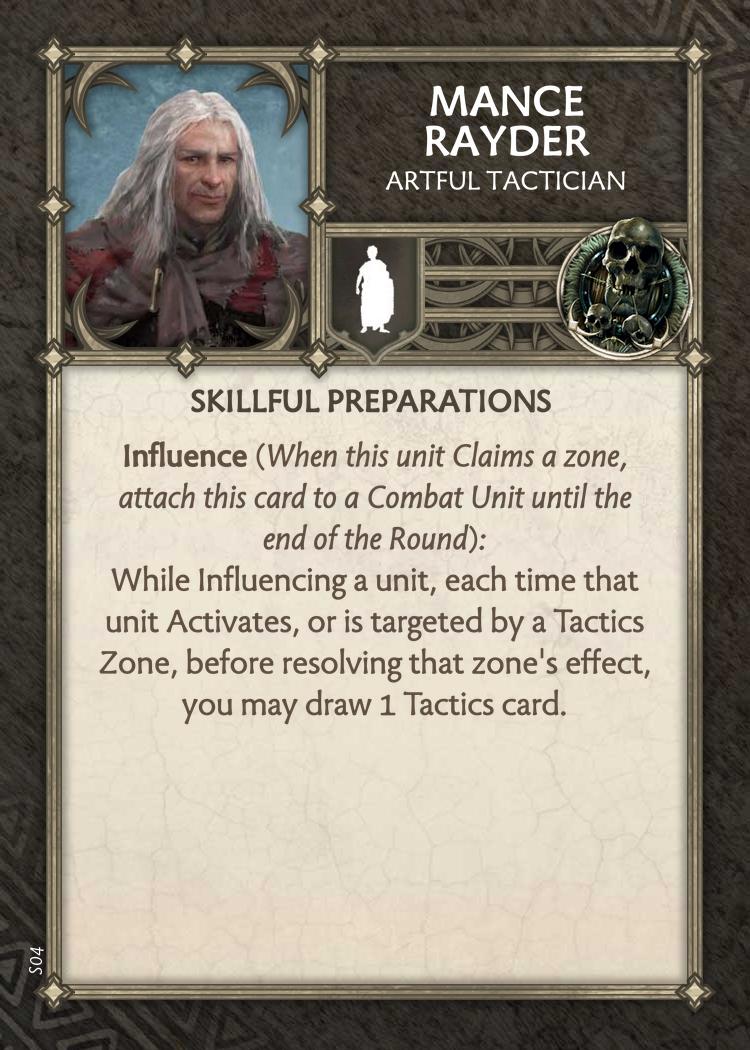 MANCE
RAYDER
ARTFUL TACTICIAN
SKILLFUL PREPARATIONS
Influence (When this unit Claims a zone,
attach this card to a Combat Unit until the
end of the Round):
While Influencing a unit, each time that
unit Activates, or is targeted by a Tactics
Zone, before resolving that zone's effect,
you may draw 1 Tactics card.
S04